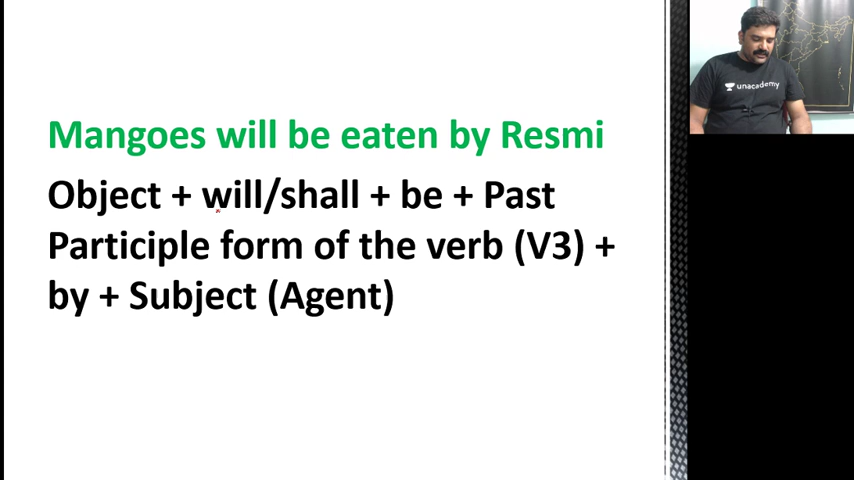 Mangoes will be eaten by Resmi
Object + will/shall + be + Past
Participle form of the verb (V3) +
by + Subject (Agent)
unacademy